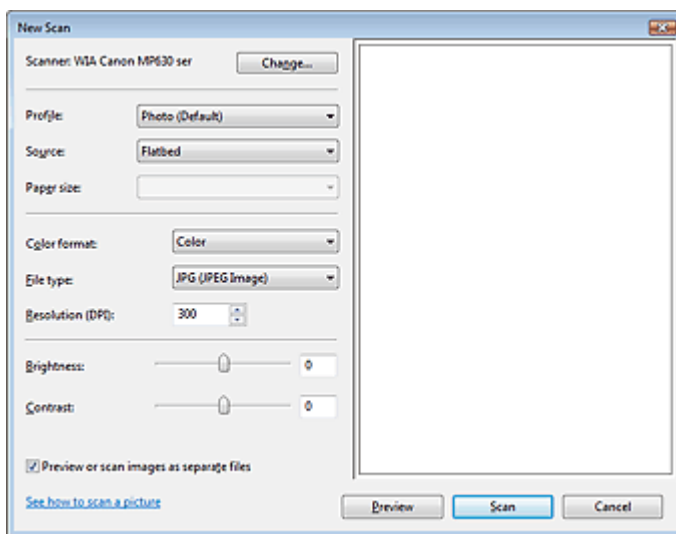 New Scan
Scanner: WIA Canon MP630 ser Change...
Profile: Photo (Default)
Source: Flatbed
Paper size:
Color format: Color
File type: JPG (JPEG Image)
Resolution (DPI): 300
Brightness: 0
Contrast: 0
Preview or scan images as separate files
See how to scan a picture Preview Scan Cancel